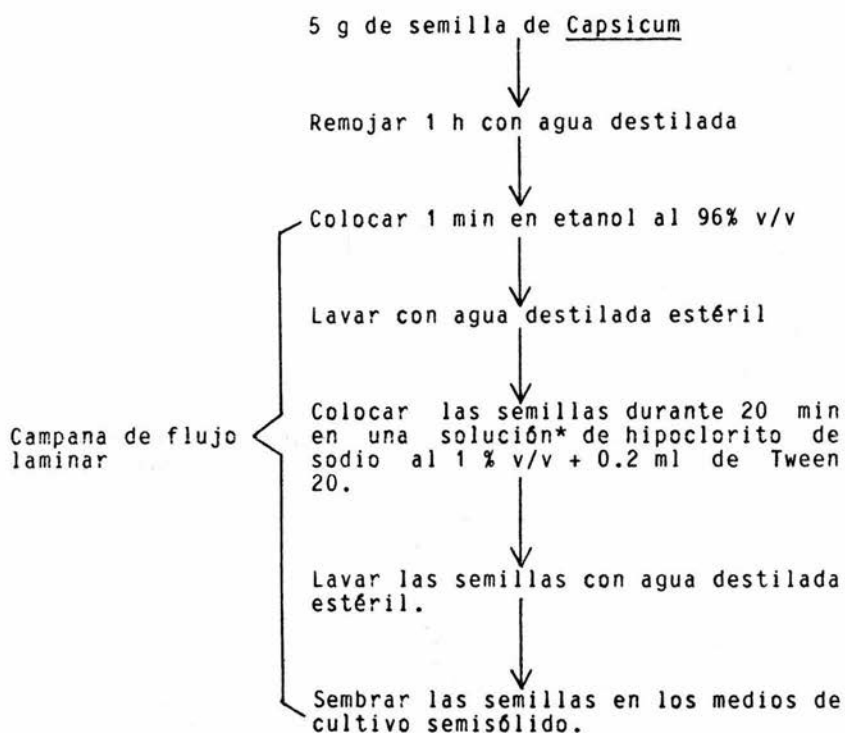 5 g de semilla de Capsicum
Remojar 1 h con agua destilada
Colocar 1 min en etanol al 96% v/v
Lavar con agua destilada estéril
Campana de flujo
laminar
Colocar las semillas durante 20 min
en una solución* de hipoclorito de
sodio al 1 % v/v + 0.2 ml de Tween
20.
Lavar las semillas con agua destilada
estéril.
Sembrar las semillas en los medios de
cultivo semisólido.